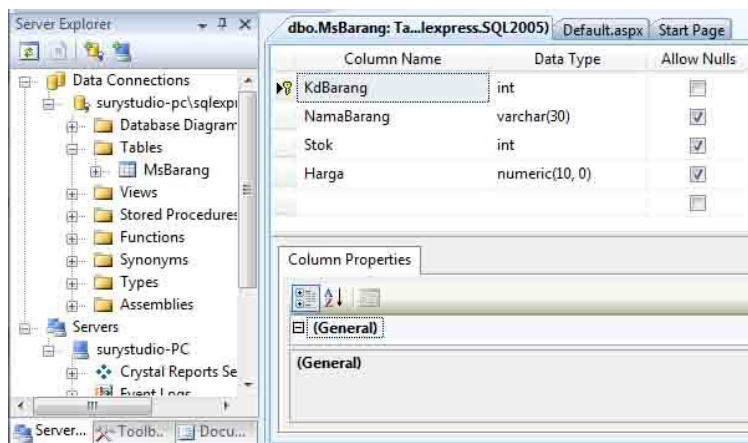 Server Explorer
Data Connections
surystudio-pc\sqlexpr
Database Diagram
Tables
MsBarang
Views
Stored Procedures
Functions
Synonyms
Types
Assemblies
Servers
surystudio-PC
Crystal Reports Se
Event Logs
Server... Toolb.. Docu...
dbo.MsBarang: Ta...lexpress.SQL2005) Default.aspx Start Page
Column Name Data Type Allow Nulls
KdBarang int
NamaBarang varchar(30)
Stok int
Harga numeric(10, 0)
Column Properties
(General)
(General)